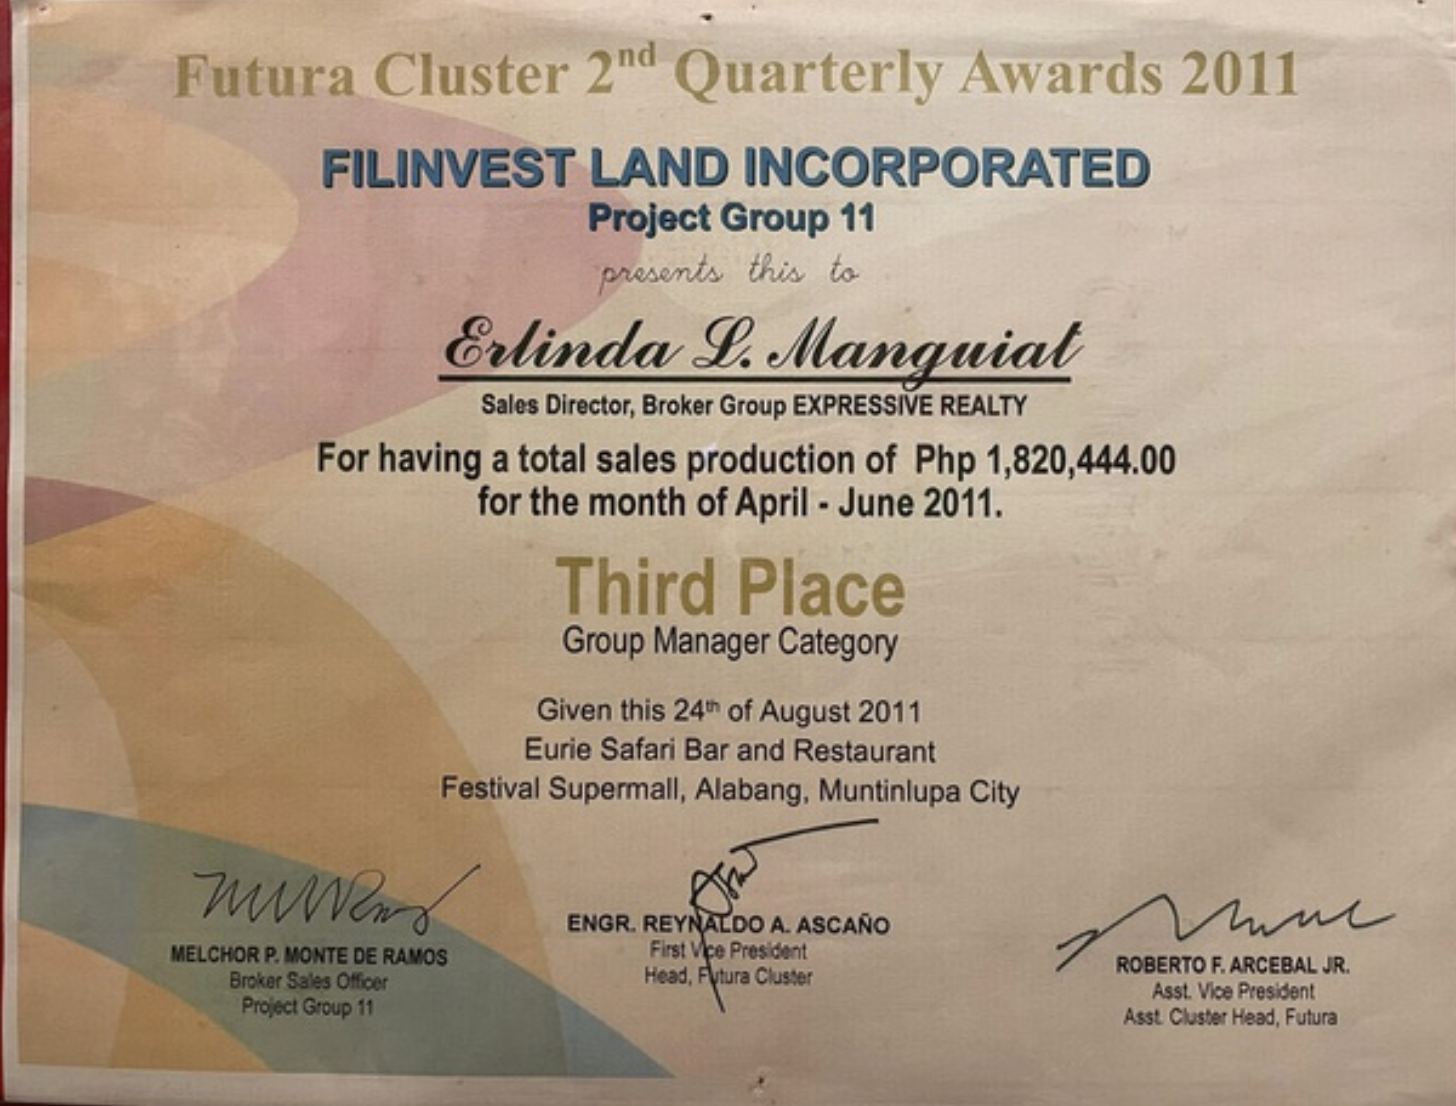 Futura Cluster 2nd Quarterly Awards 2011
FILINVEST LAND INCORPORATED
Project Group 11
presents this to
Erlinda L. Manguiat
Sales Director, Broker Group EXPRESSIVE REALTY
For having a total sales production of Php 1,820,444.00
for the month of April - June 2011.
Third Place
Group Manager Category
Given this 24th of August 2011
Eurie Safari Bar and Restaurant
Festival Supermall, Alabang, Muntinlupa City
MELCHOR P. MONTE DE RAMOS
Broker Sales Officer
Project Group 11
ENGR. REYNALDO A. ASCAÑO
First Vice President
Head, Futura Cluster
ROBERTO F. ARCEBAL JR.
Asst. Vice President
Asst. Cluster Head, Futura